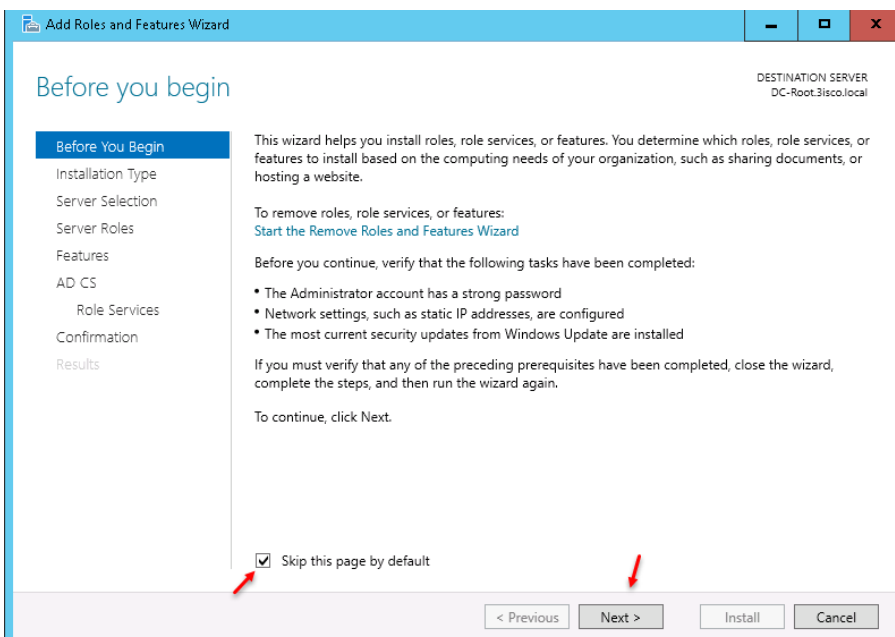 Add Roles and Features Wizard
Before you begin
DESTINATION SERVER
DC-Root.3isco.local
Before You Begin
Installation Type
Server Selection
Server Roles
Features
AD CS
Role Services
Confirmation
Results
This wizard helps you install roles, role services, or features. You determine which roles, role services, or
features to install based on the computing needs of your organization, such as sharing documents, or
hosting a website.
To remove roles, role services, or features:
Start the Remove Roles and Features Wizard
Before you continue, verify that the following tasks have been completed:
• The Administrator account has a strong password
• Network settings, such as static IP addresses, are configured
• The most current security updates from Windows Update are installed
If you must verify that any of the preceding prerequisites have been completed, close the wizard,
complete the steps, and then run the wizard again.
To continue, click Next.
Skip this page by default
< Previous
Next >
Install
Cancel